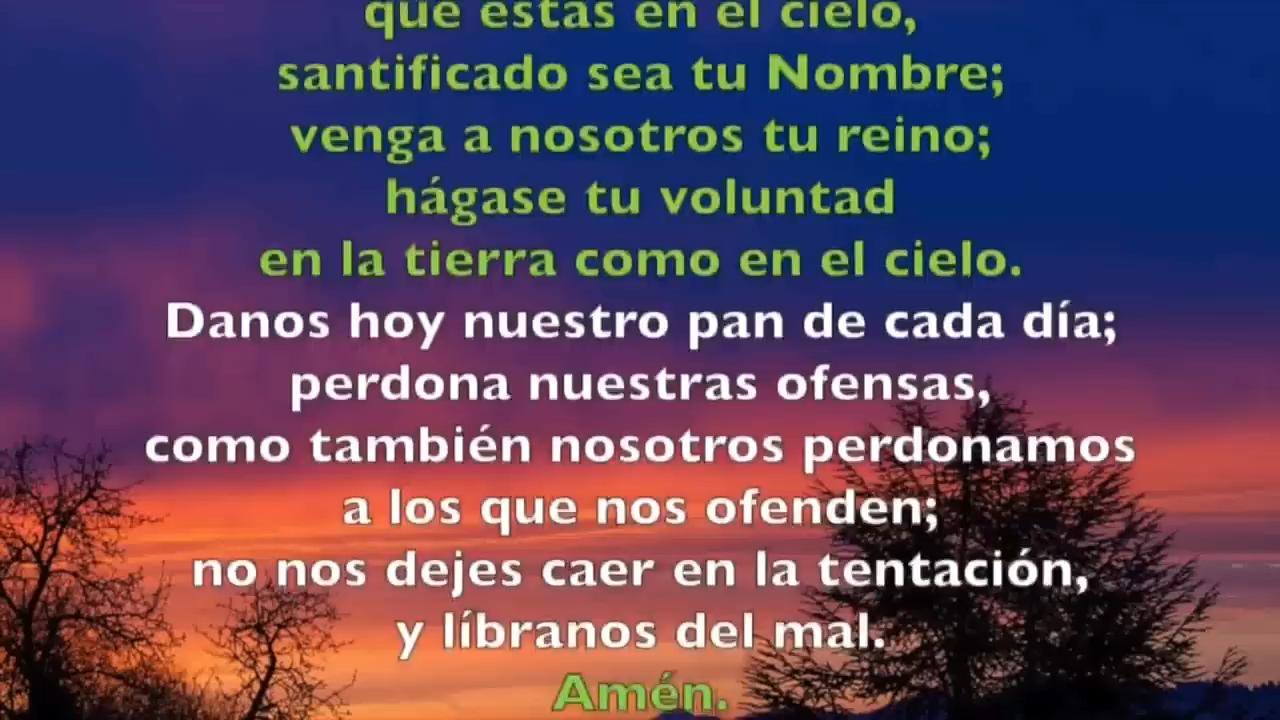 que estás en el cielo,
santificado sea tu Nombre;
venga a nosotros tu reino;
hágase tu voluntad
en la tierra como en el cielo.
Danos hoy nuestro pan de cada día;
perdona nuestras ofensas,
como también nosotros perdonamos
a los que nos ofenden;
no nos dejes caer en la tentación,
y líbranos del mal.
Amén.